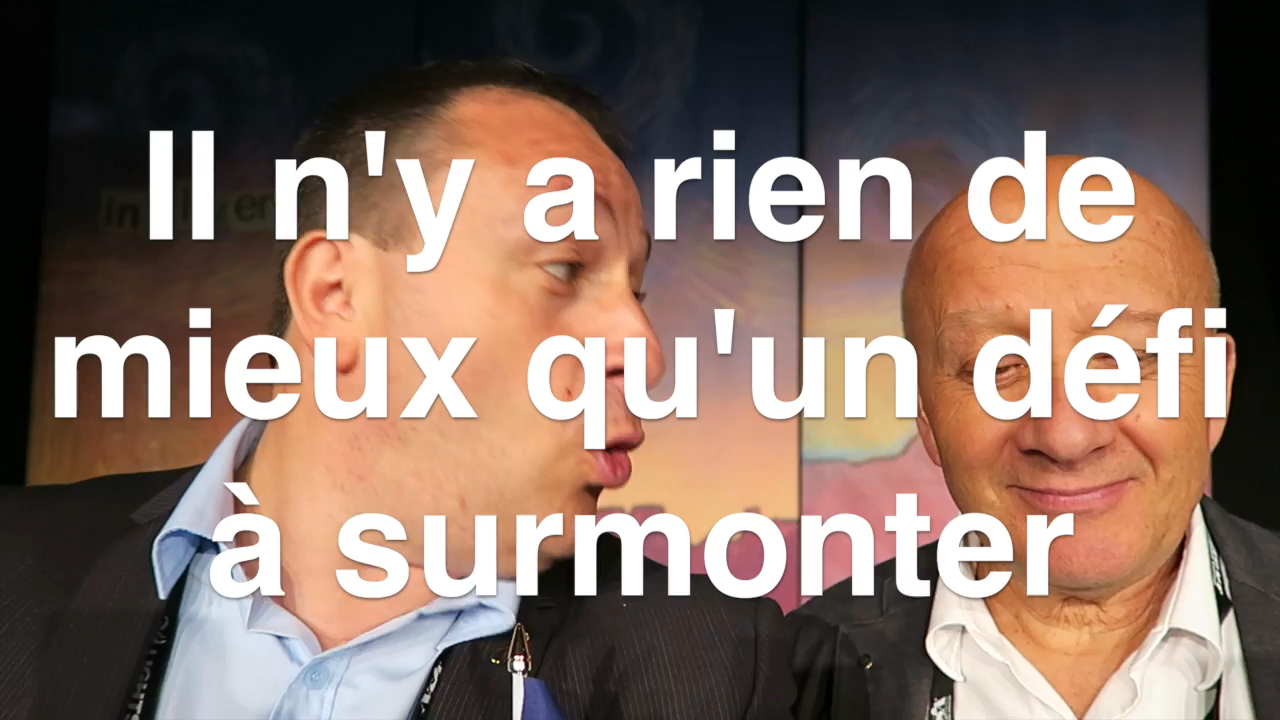 Il n'y a rien de
mieux qu'un défi
à surmonter